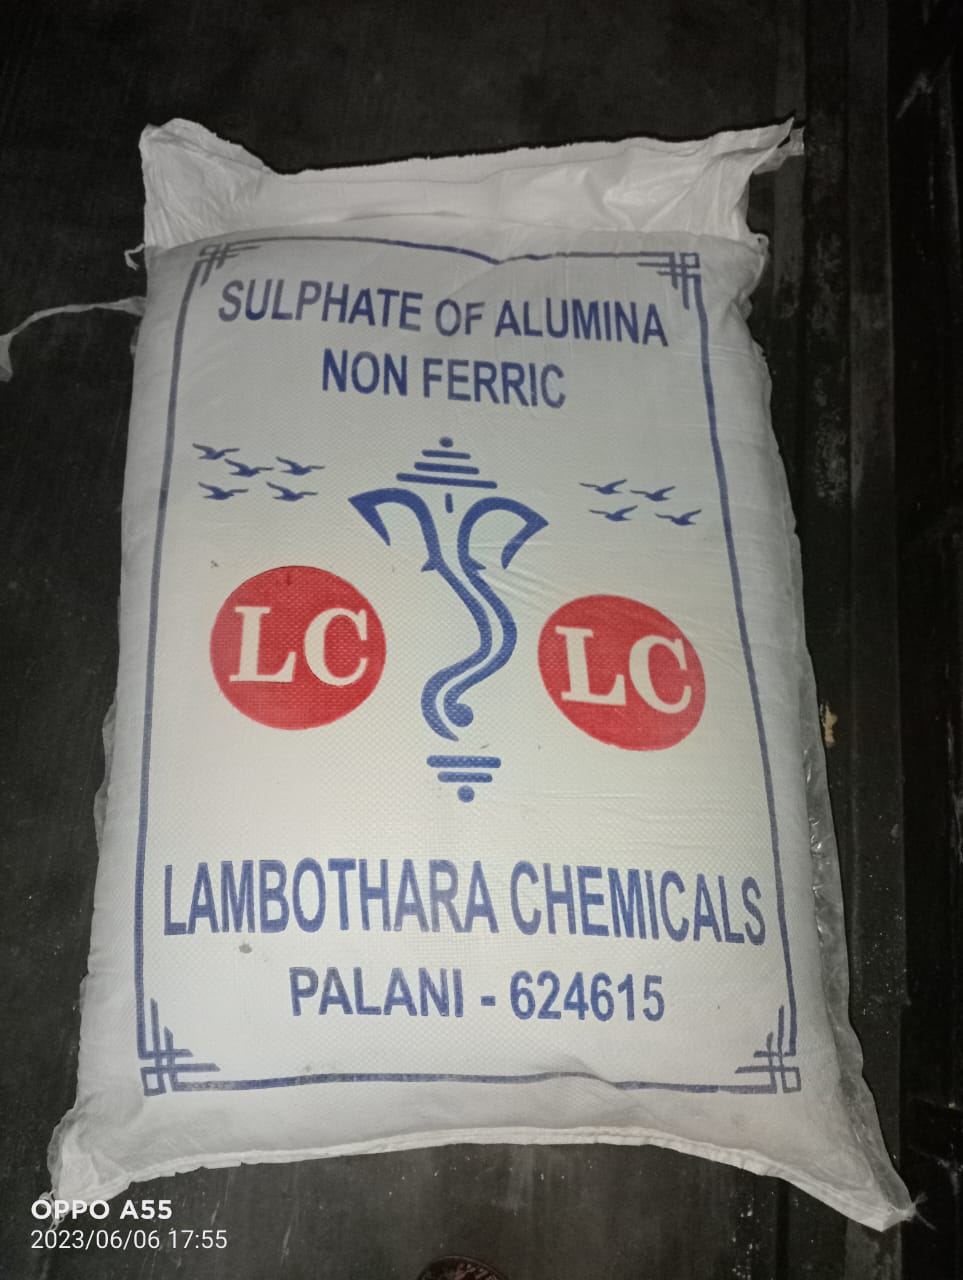 SULPHATE OF ALUMINA
NON FERRIC
LC
LC
LAMBOTHARA CHEMICALS
PALANI - 624615
OPPO A55
2023/06/06 17:55